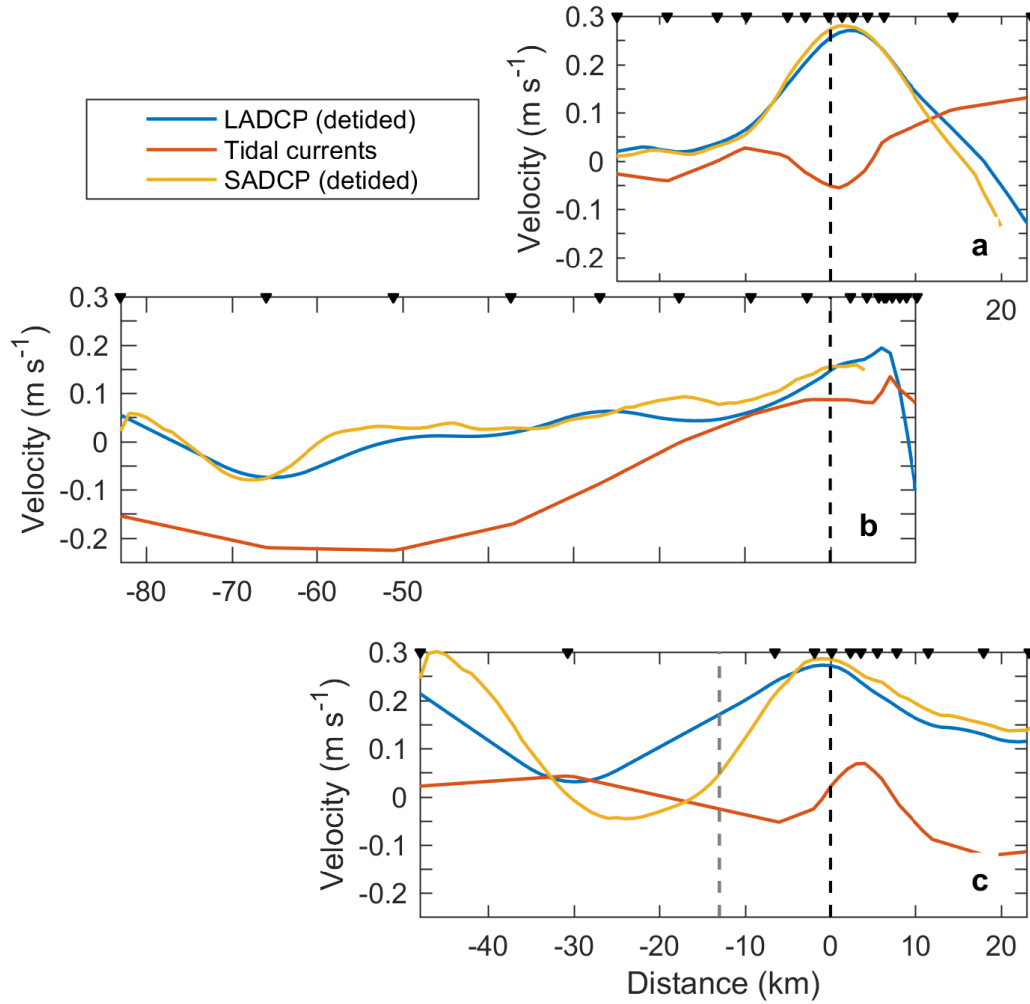 LADCP (detided)
Tidal currents
SADCP (detided)
Velocity (m s⁻¹)
0.3
0.2
0.1
0
-0.1
-0.2
a
20
Velocity (m s⁻¹)
0.3
0.2
0.1
0
-0.1
-0.2
b
-80 -70 -60 -50
Velocity (m s⁻¹)
0.3
0.2
0.1
0
-0.1
-0.2
c
-40 -30 -20 -10 0 10 20
Distance (km)